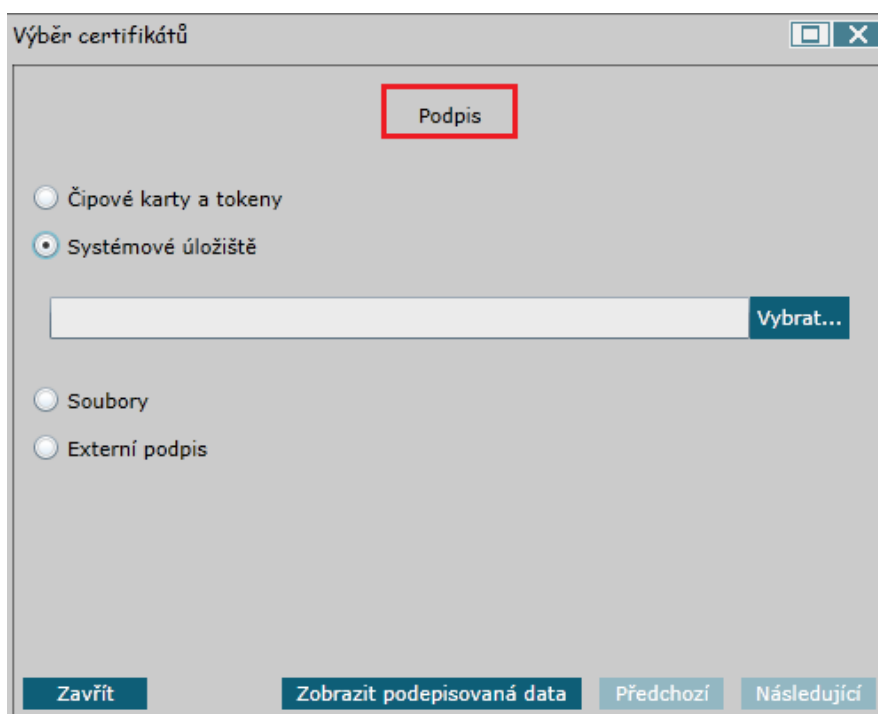 Výběr certifikátů
Podpis
Čipové karty a tokeny
Systémové úložiště
Vybrat...
Soubory
Externí podpis
Zavřít Zobrazit podepisovaná data Předchozí Následující